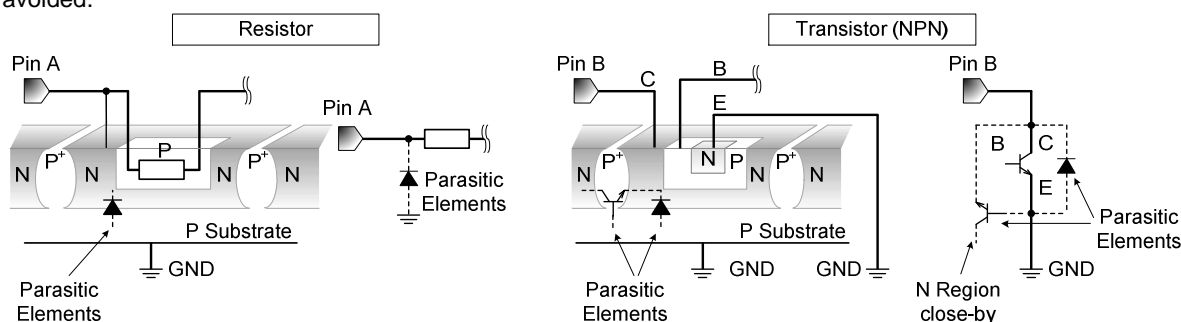 avoided.
Resistor
Transistor (NPN)
Pin A
Pin A
N
P+
N
P
N
P+
N
Parasitic
Elements
P Substrate
GND
Parasitic
Elements
Pin B
C
B
E
N
P+
N
N
P
N
P+
N
P Substrate
GND
GND
Parasitic
Elements
Pin B
B
C
E
Parasitic
Elements
GND
N Region
close-by